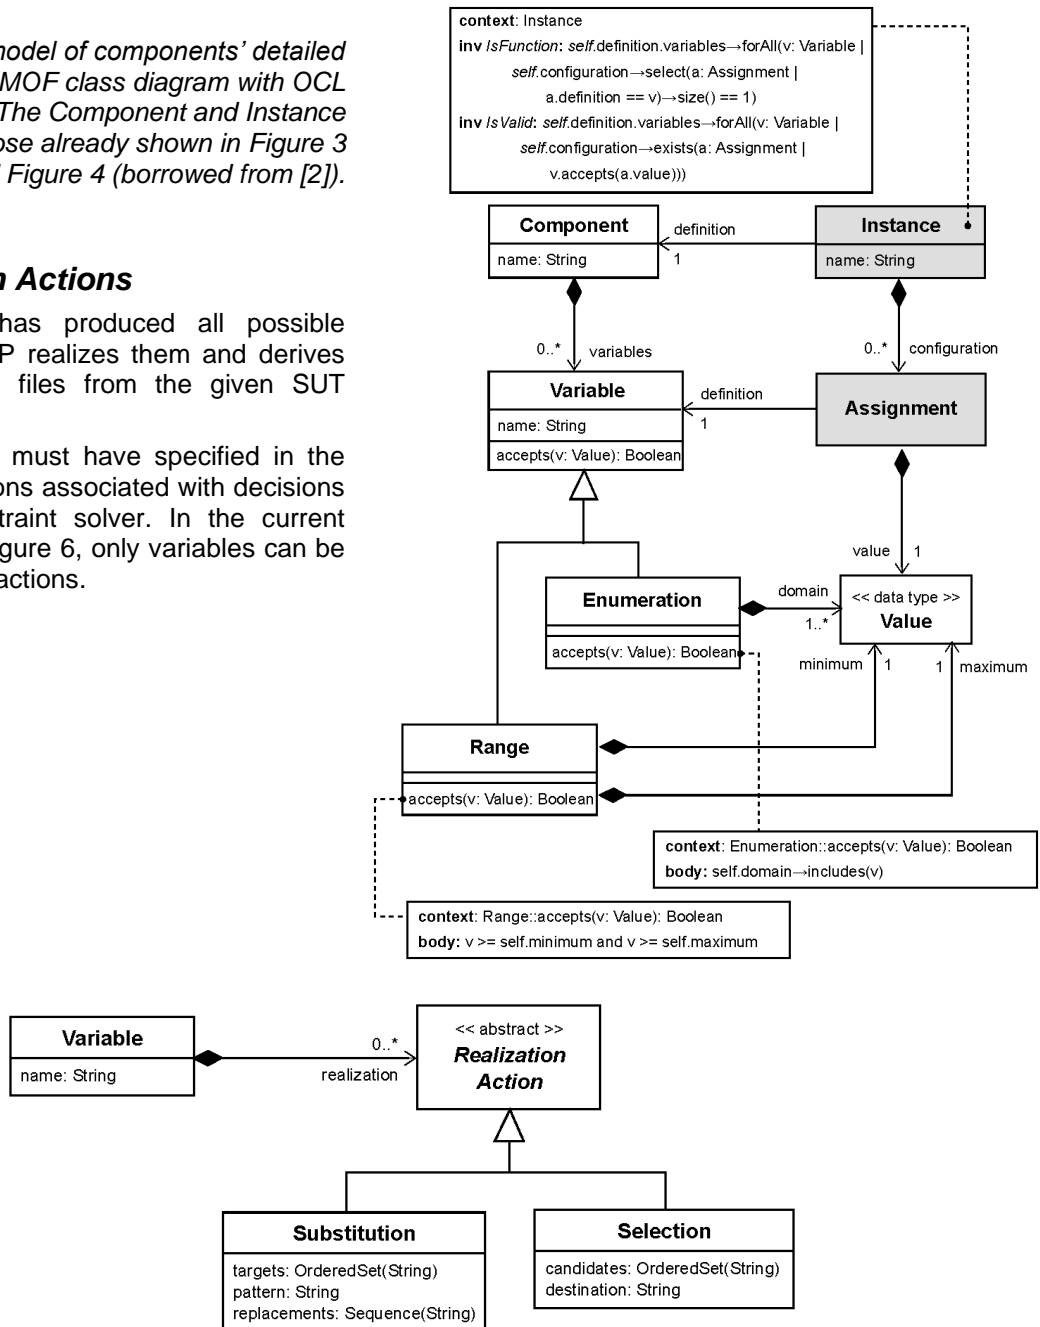 model of components’ detailed
MOF class diagram with OCL
The Component and Instance
ose already shown in Figure 3
Figure 4 (borrowed from [2]).
n Actions
has produced all possible
P realizes them and derives
files from the given SUT
must have specified in the
ons associated with decisions
traint solver. In the current
gure 6, only variables can be
actions.
context: Instance
inv IsFunction: self.definition.variables→forAll(v: Variable |
self.configuration→select(a: Assignment |
a.definition == v)→size() == 1)
inv IsValid: self.definition.variables→forAll(v: Variable |
self.configuration→exists(a: Assignment |
v.accepts(a.value)))
Component
name: String
definition
1
Instance
name: String
0..*
variables
0..*
configuration
Variable
name: String
accepts(v: Value): Boolean
definition
1
Assignment
value
1
Enumeration
accepts(v: Value): Boolean
domain
1..*
<< data type >>
Value
minimum
1
1
maximum
Range
accepts(v: Value): Boolean
context: Enumeration::accepts(v: Value): Boolean
body: self.domain→includes(v)
context: Range::accepts(v: Value): Boolean
body: v >= self.minimum and v >= self.maximum
Variable
name: String
0..*
realization
<< abstract >>
Realization
Action
Substitution
targets: OrderedSet(String)
pattern: String
replacements: Sequence(String)
Selection
candidates: OrderedSet(String)
destination: String